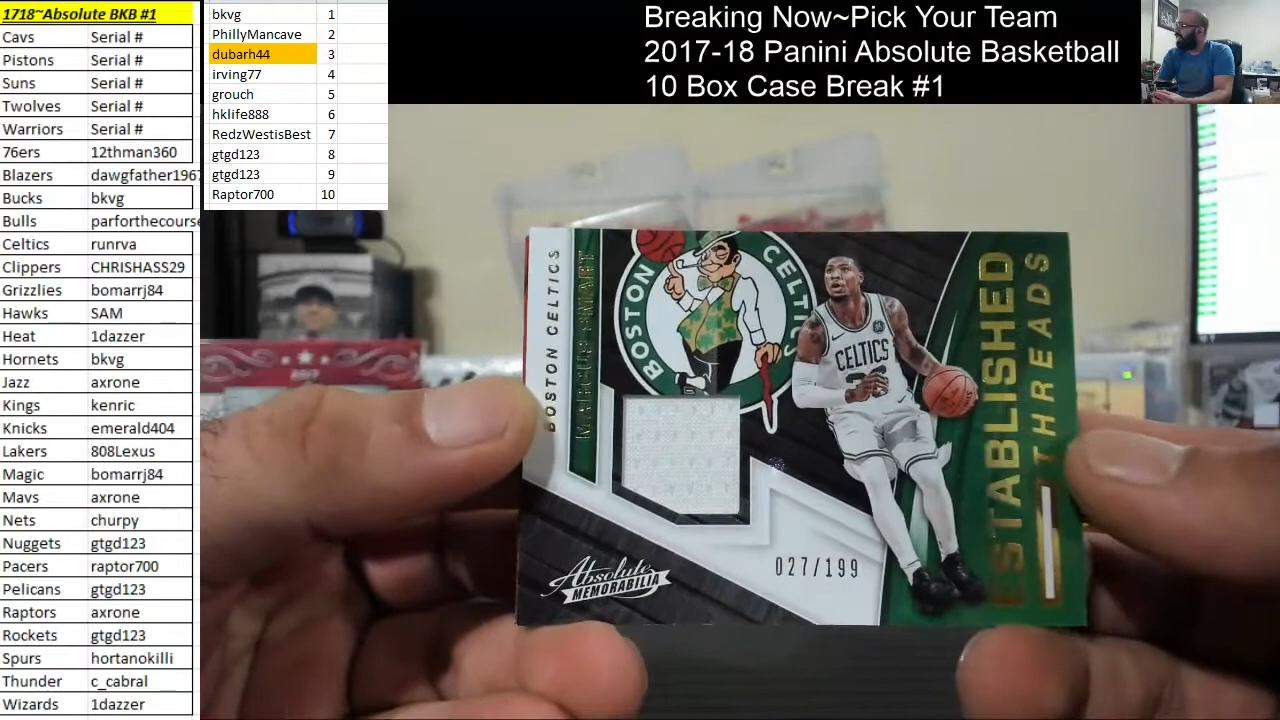 1718~Absolute BKB #1
Cavs Serial #
Pistons Serial #
Suns Serial #
Twolves Serial #
Warriors Serial #
76ers 12thman360
Blazers dawgfather1967
Bucks bkvg
Bulls parforthecourse
Celtics runrva
Clippers CHRISHASS29
Grizzlies bomarrj84
Hawks SAM
Heat 1dazzer
Hornets bkvg
Jazz axrone
Kings kenric
Knicks emerald404
Lakers 808Lexus
Magic bomarrj84
Mavs axrone
Nets churpy
Nuggets gtgd123
Pacers raptor700
Pelicans gtgd123
Raptors axrone
Rockets gtgd123
Spurs hortanokilli
Thunder c_cabral
Wizards 1dazzer
bkvg 1
PhillyMancave 2
dubarh44 3
irving77 4
grouch 5
hklife888 6
RedzWestisBest 7
gtgd123 8
gtgd123 9
Raptor700 10
Breaking Now~Pick Your Team
2017-18 Panini Absolute Basketball
10 Box Case Break #1
BOSTON CELTICS
MARCUS SMART
BOSTON CELTICS
CELTICS
36
ESTABLISHED
THREADS
027/199
Absolute
MEMORABILIA
2017